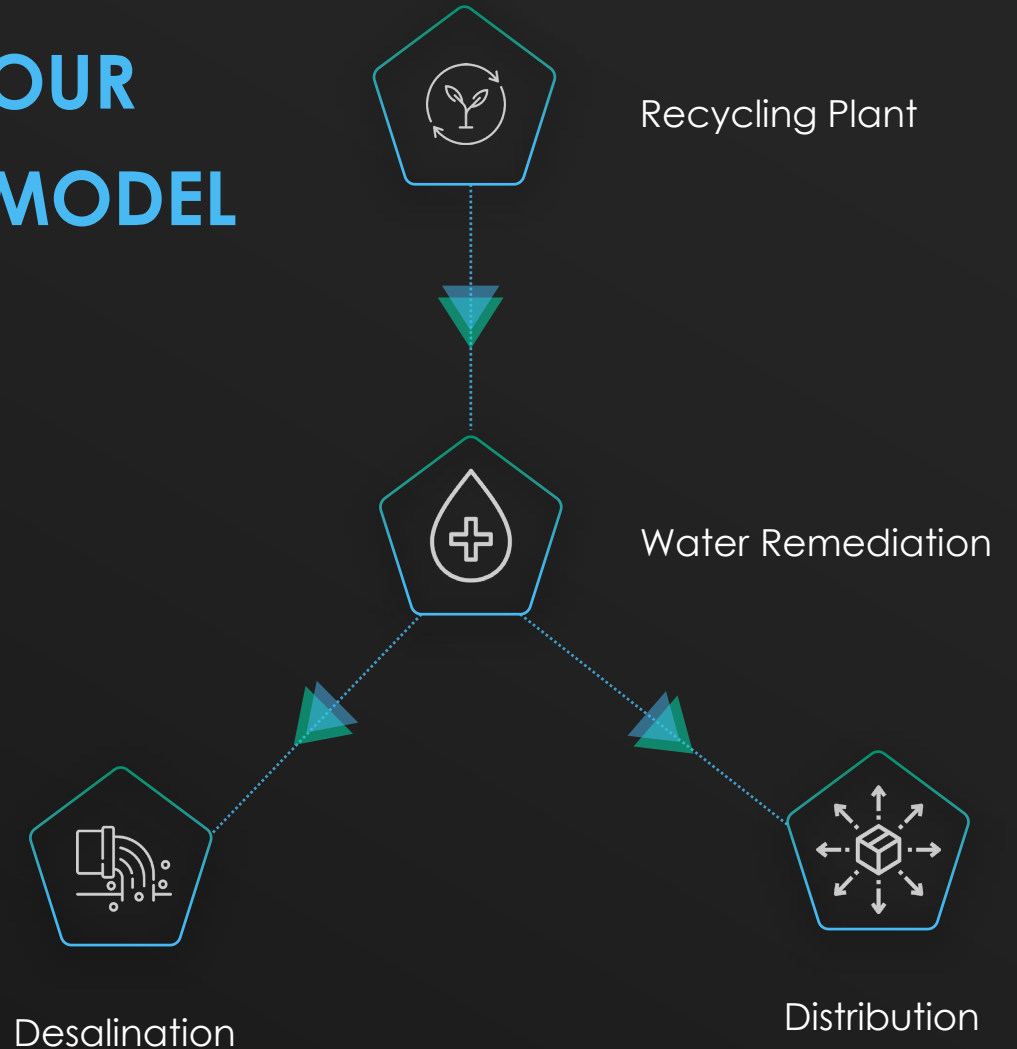 OUR
MODEL
Recycling Plant
Water Remediation
Distribution
Desalination